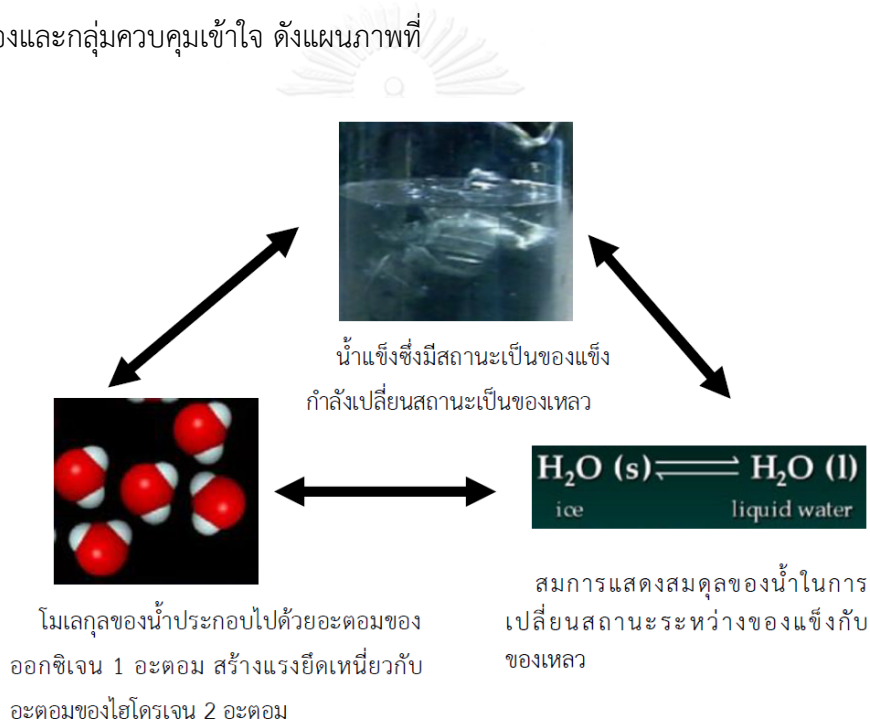 องและกลุ่มควบคุมเข้าใจ ดังแผนภาพที่
น้ำแข็งซึ่งมีสถานะเป็นของแข็ง
กำลังเปลี่ยนสถานะเป็นของเหลว
H₂O (s) ⇌ H₂O (l)
ice liquid water
โมเลกุลของน้ำประกอบไปด้วยอะตอมของ
ออกซิเจน 1 อะตอม สร้างแรงยึดเหนี่ยวกับ
อะตอมของไฮโดรเจน 2 อะตอม
สมการแสดงสมดุลของน้ำในการ
เปลี่ยนสถานะระหว่างของแข็งกับ
ของเหลว